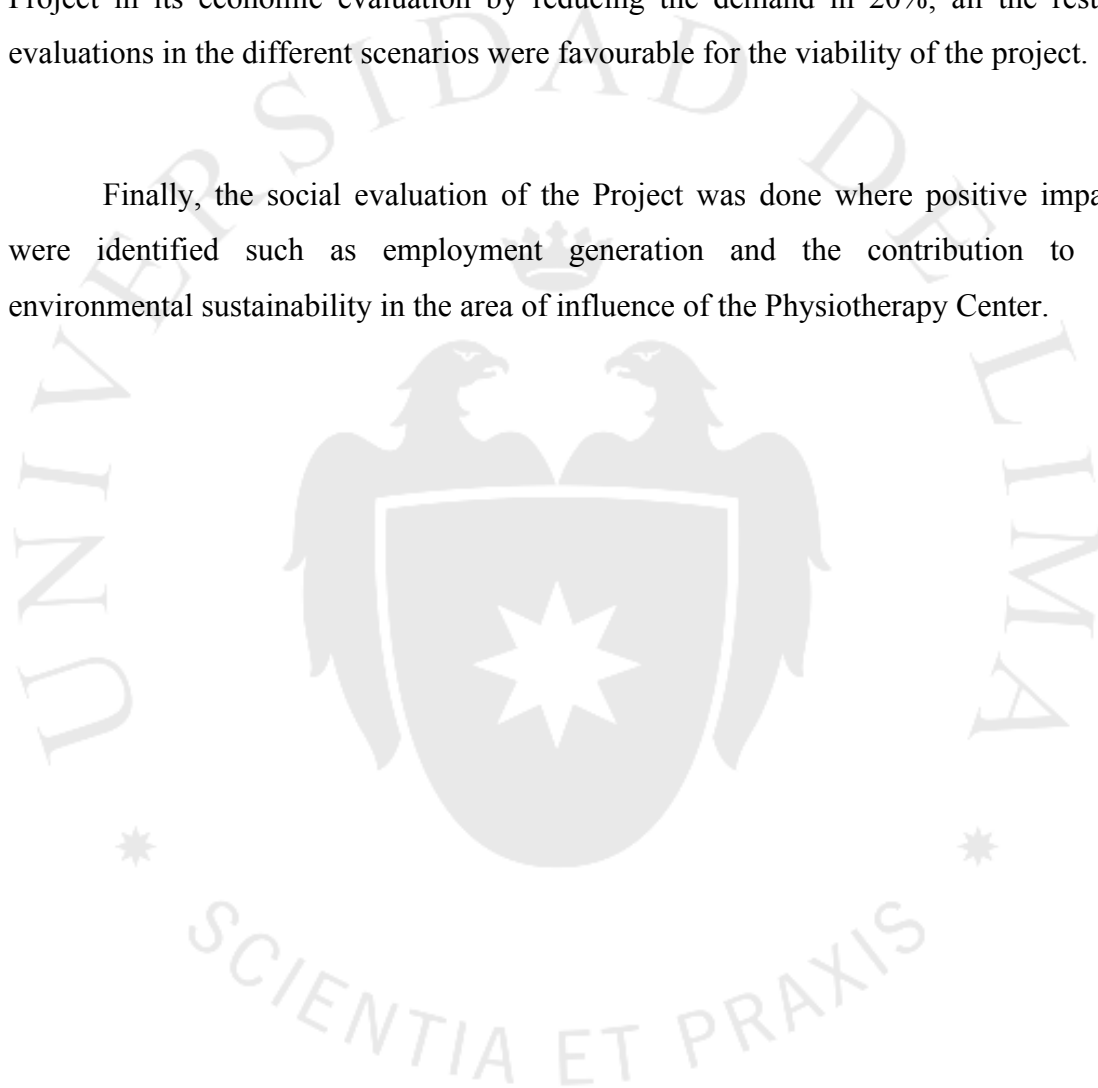 Project in its economic evaluation by reducing the demand in 20%, all the rest
evaluations in the different scenarios were favourable for the viability of the project.
Finally, the social evaluation of the Project was done where positive impa
were identified such as employment generation and the contribution to
environmental sustainability in the area of influence of the Physiotherapy Center.
UNIVERSIDAD DE LIMA
SCIENTIA ET PRAXIS